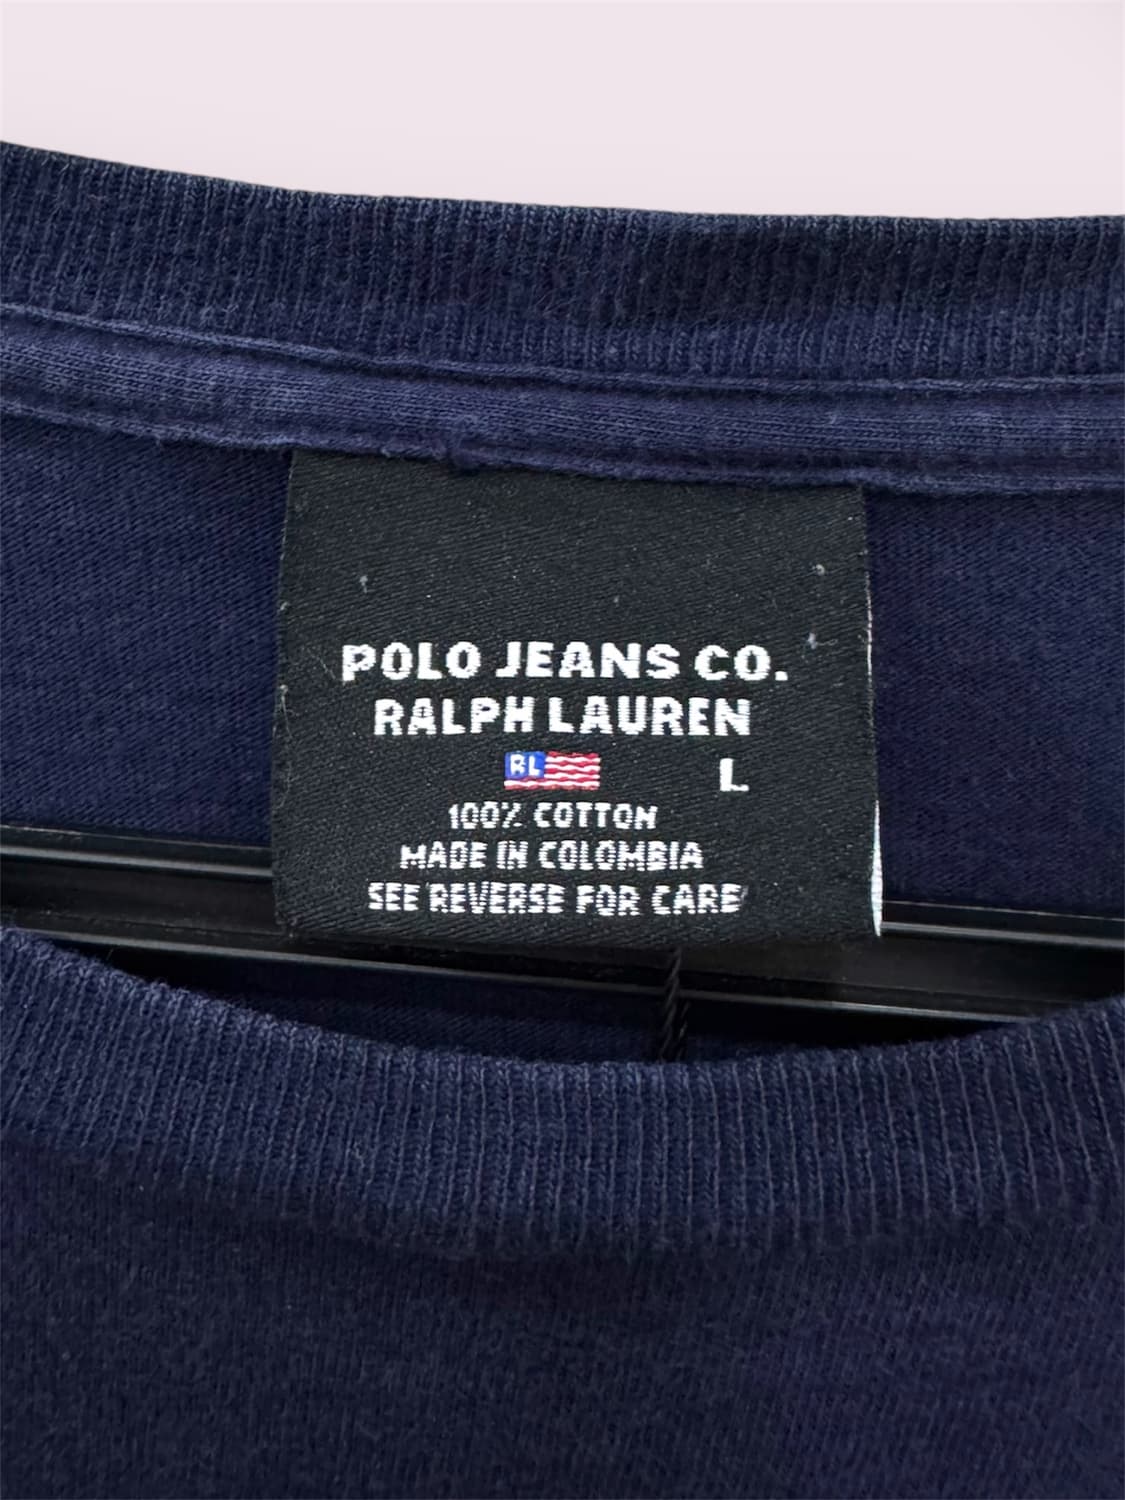 POLO JEANS CO.
RALPH LAUREN
RL
L
100% COTTON
MADE IN COLOMBIA
SEE REVERSE FOR CARE